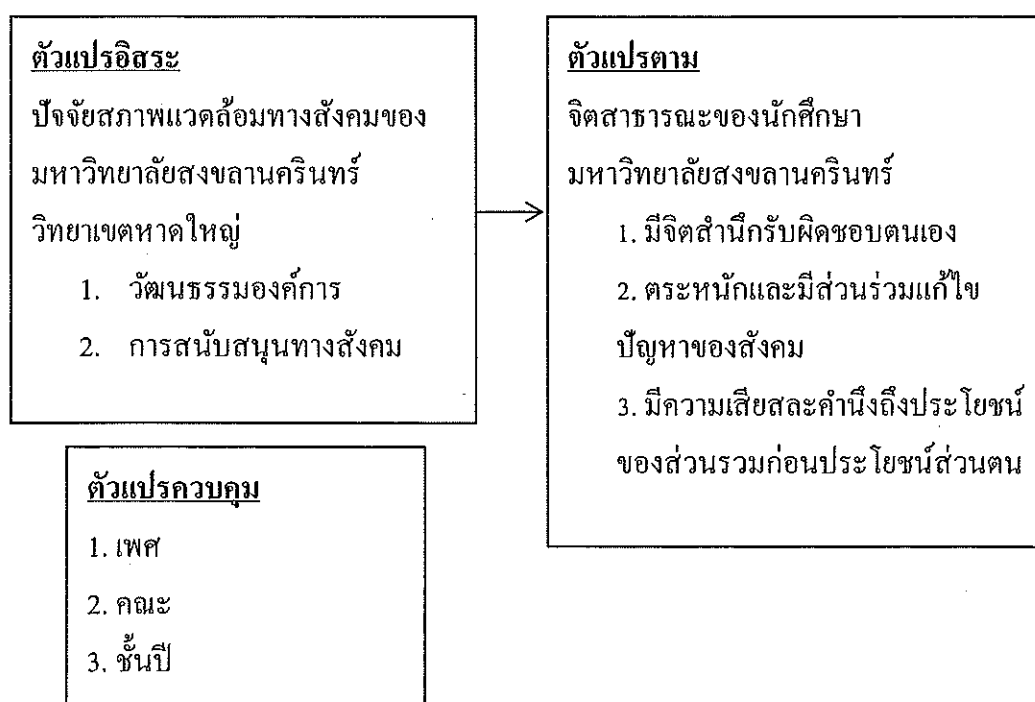 ตัวแปรอิสระ
ปัจจัยสภาพแวดล้อมทางสังคมของ
มหาวิทยาลัยสงขลานครินทร์
วิทยาเขตหาดใหญ่
1. วัฒนธรรมองค์การ
2. การสนับสนุนทางสังคม
ตัวแปรตาม
จิตสาธารณะของนักศึกษา
มหาวิทยาลัยสงขลานครินทร์
1. มีจิตสำนึกรับผิดชอบตนเอง
2. ตระหนักและมีส่วนร่วมแก้ไข
ปัญหาของสังคม
3. มีความเสียสละคำนึงถึงประโยชน์
ของส่วนรวมก่อนประโยชน์ส่วนตน
ตัวแปรควบคุม
1. เพศ
2. คณะ
3. ชั้นปี